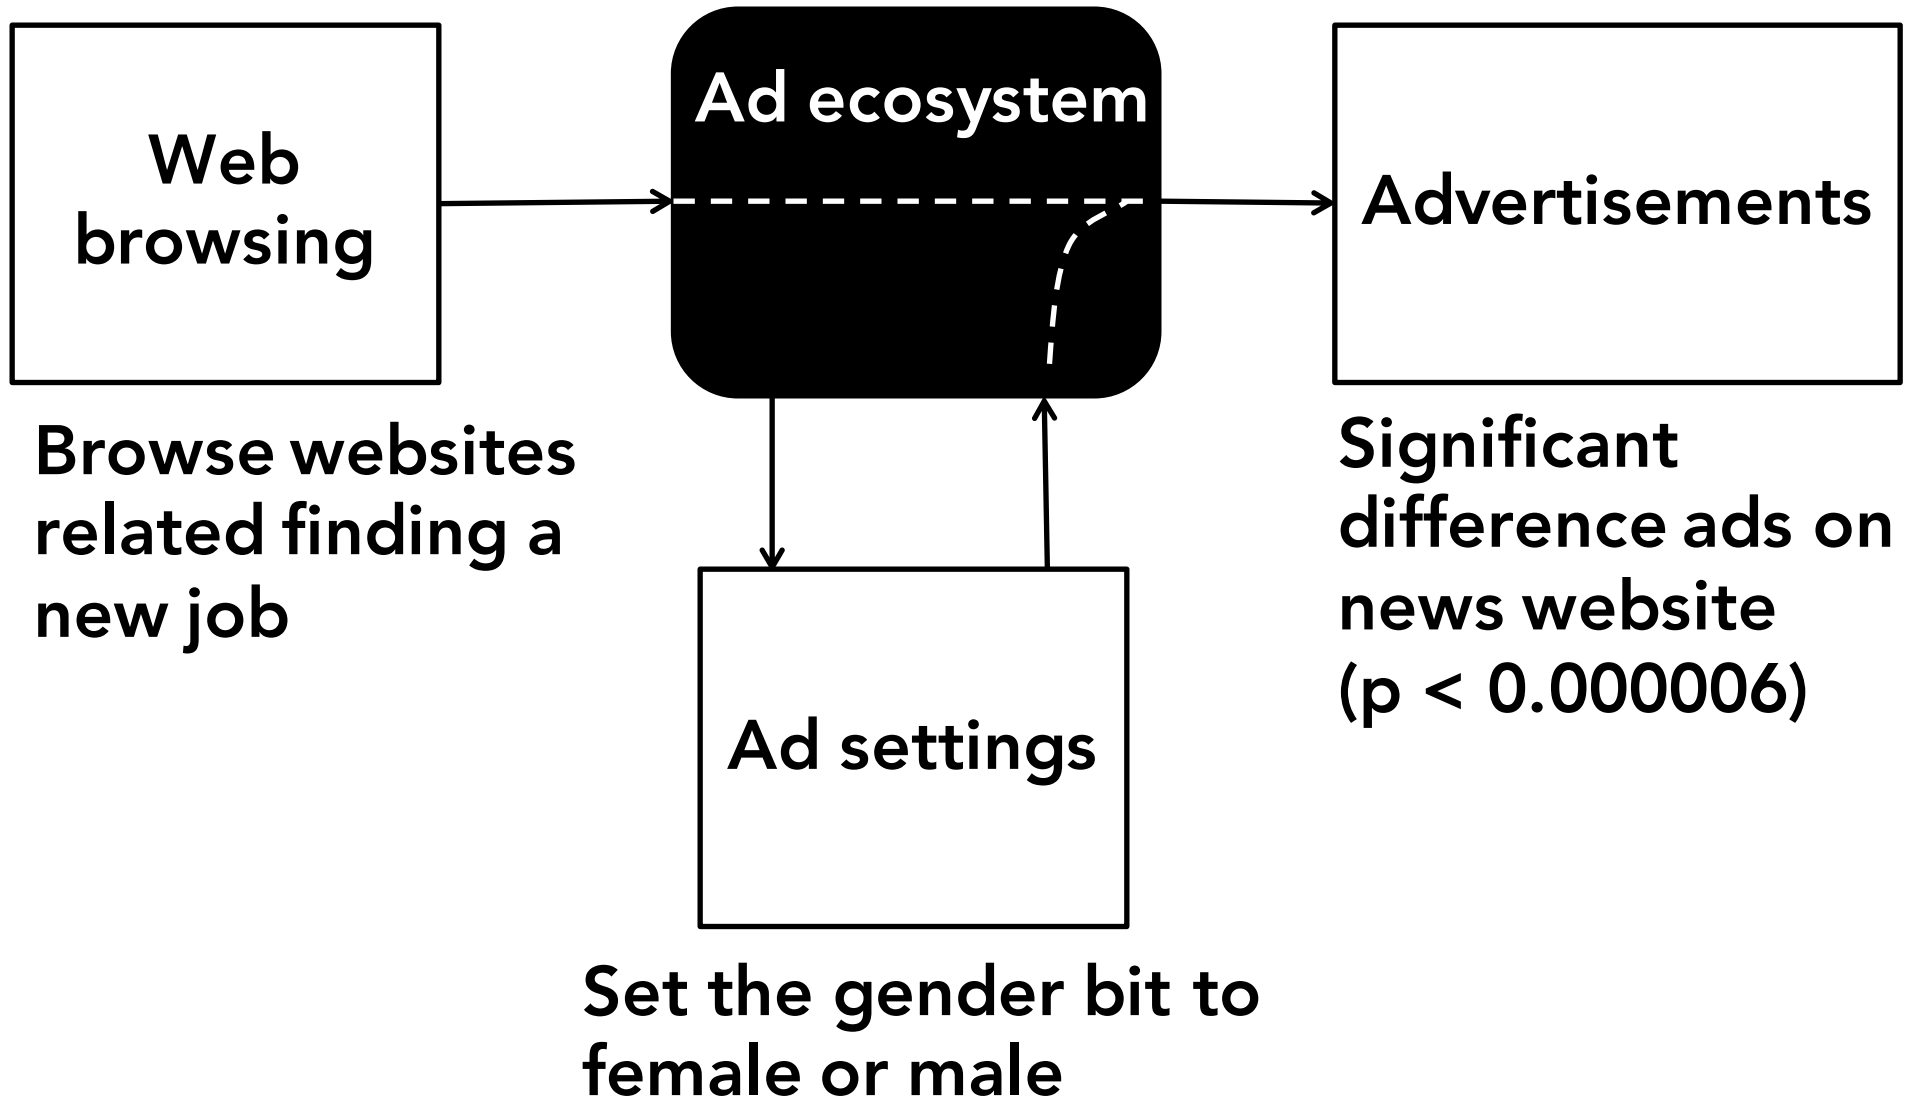 Web
browsing
Ad ecosystem
Advertisements
Browse websites
related finding a
new job
Significant
difference ads on
news website
(p < 0.000006)
Ad settings
Set the gender bit to
female or male